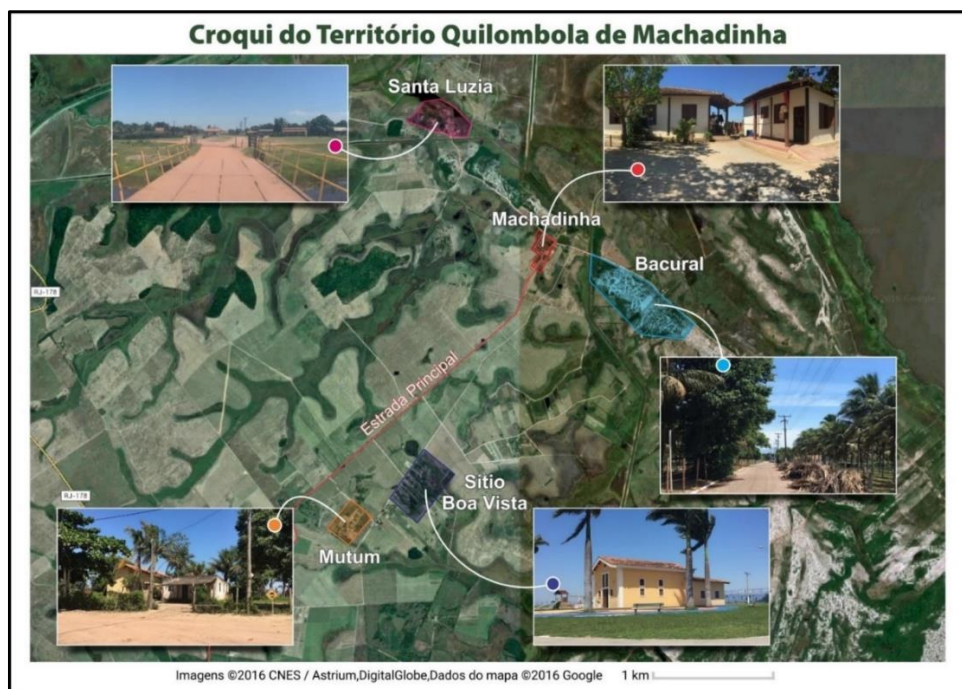 Croqui do Território Quilombola de Machadinha
Santa Luzia
Machadinha
Bacural
RJ-178
Estrada Principal
RJ-178
Sitio
Boa Vista
Mutum
Imagens ©2016 CNES / Astrium,DigitalGlobe,Dados do mapa ©2016 Google 1 km